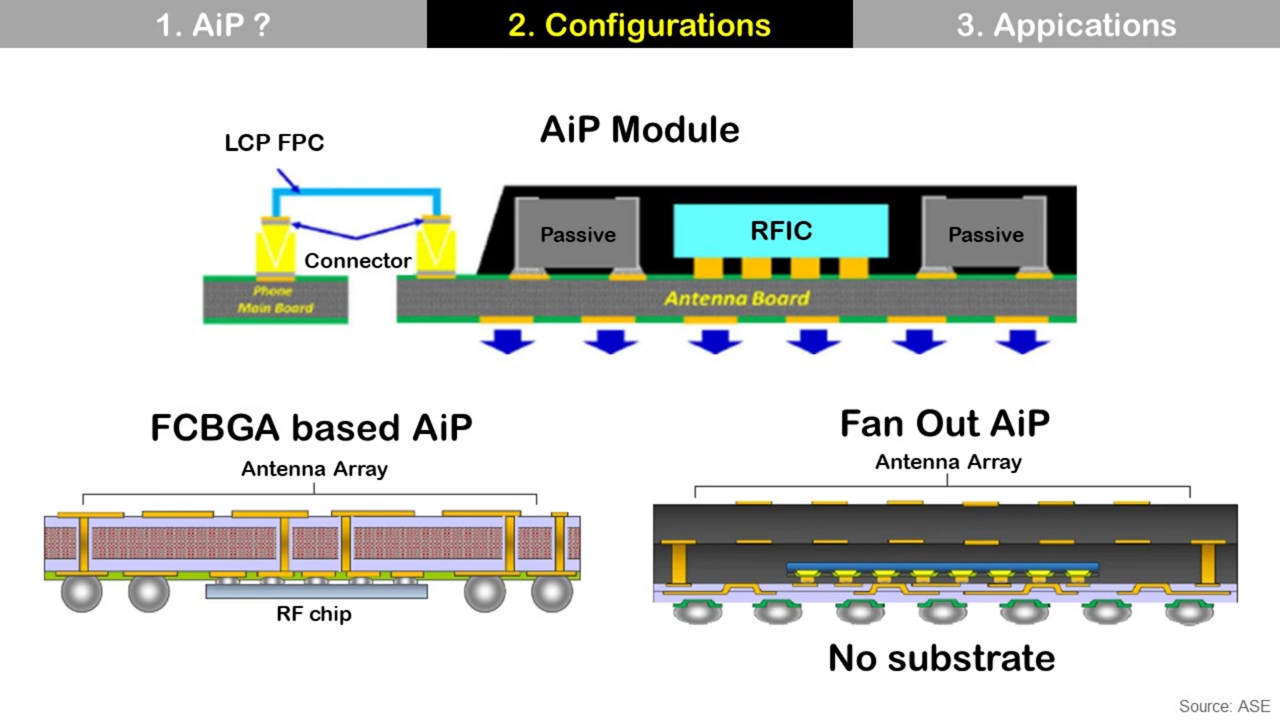 1. AiP ?
2. Configurations
3. Appications
AiP Module
LCP FPC
Connector
Passive
RFIC
Passive
Phone
Main Board
Antenna Board
FCBGA based AiP
Antenna Array
RF chip
Fan Out AiP
Antenna Array
No substrate
Source: ASE